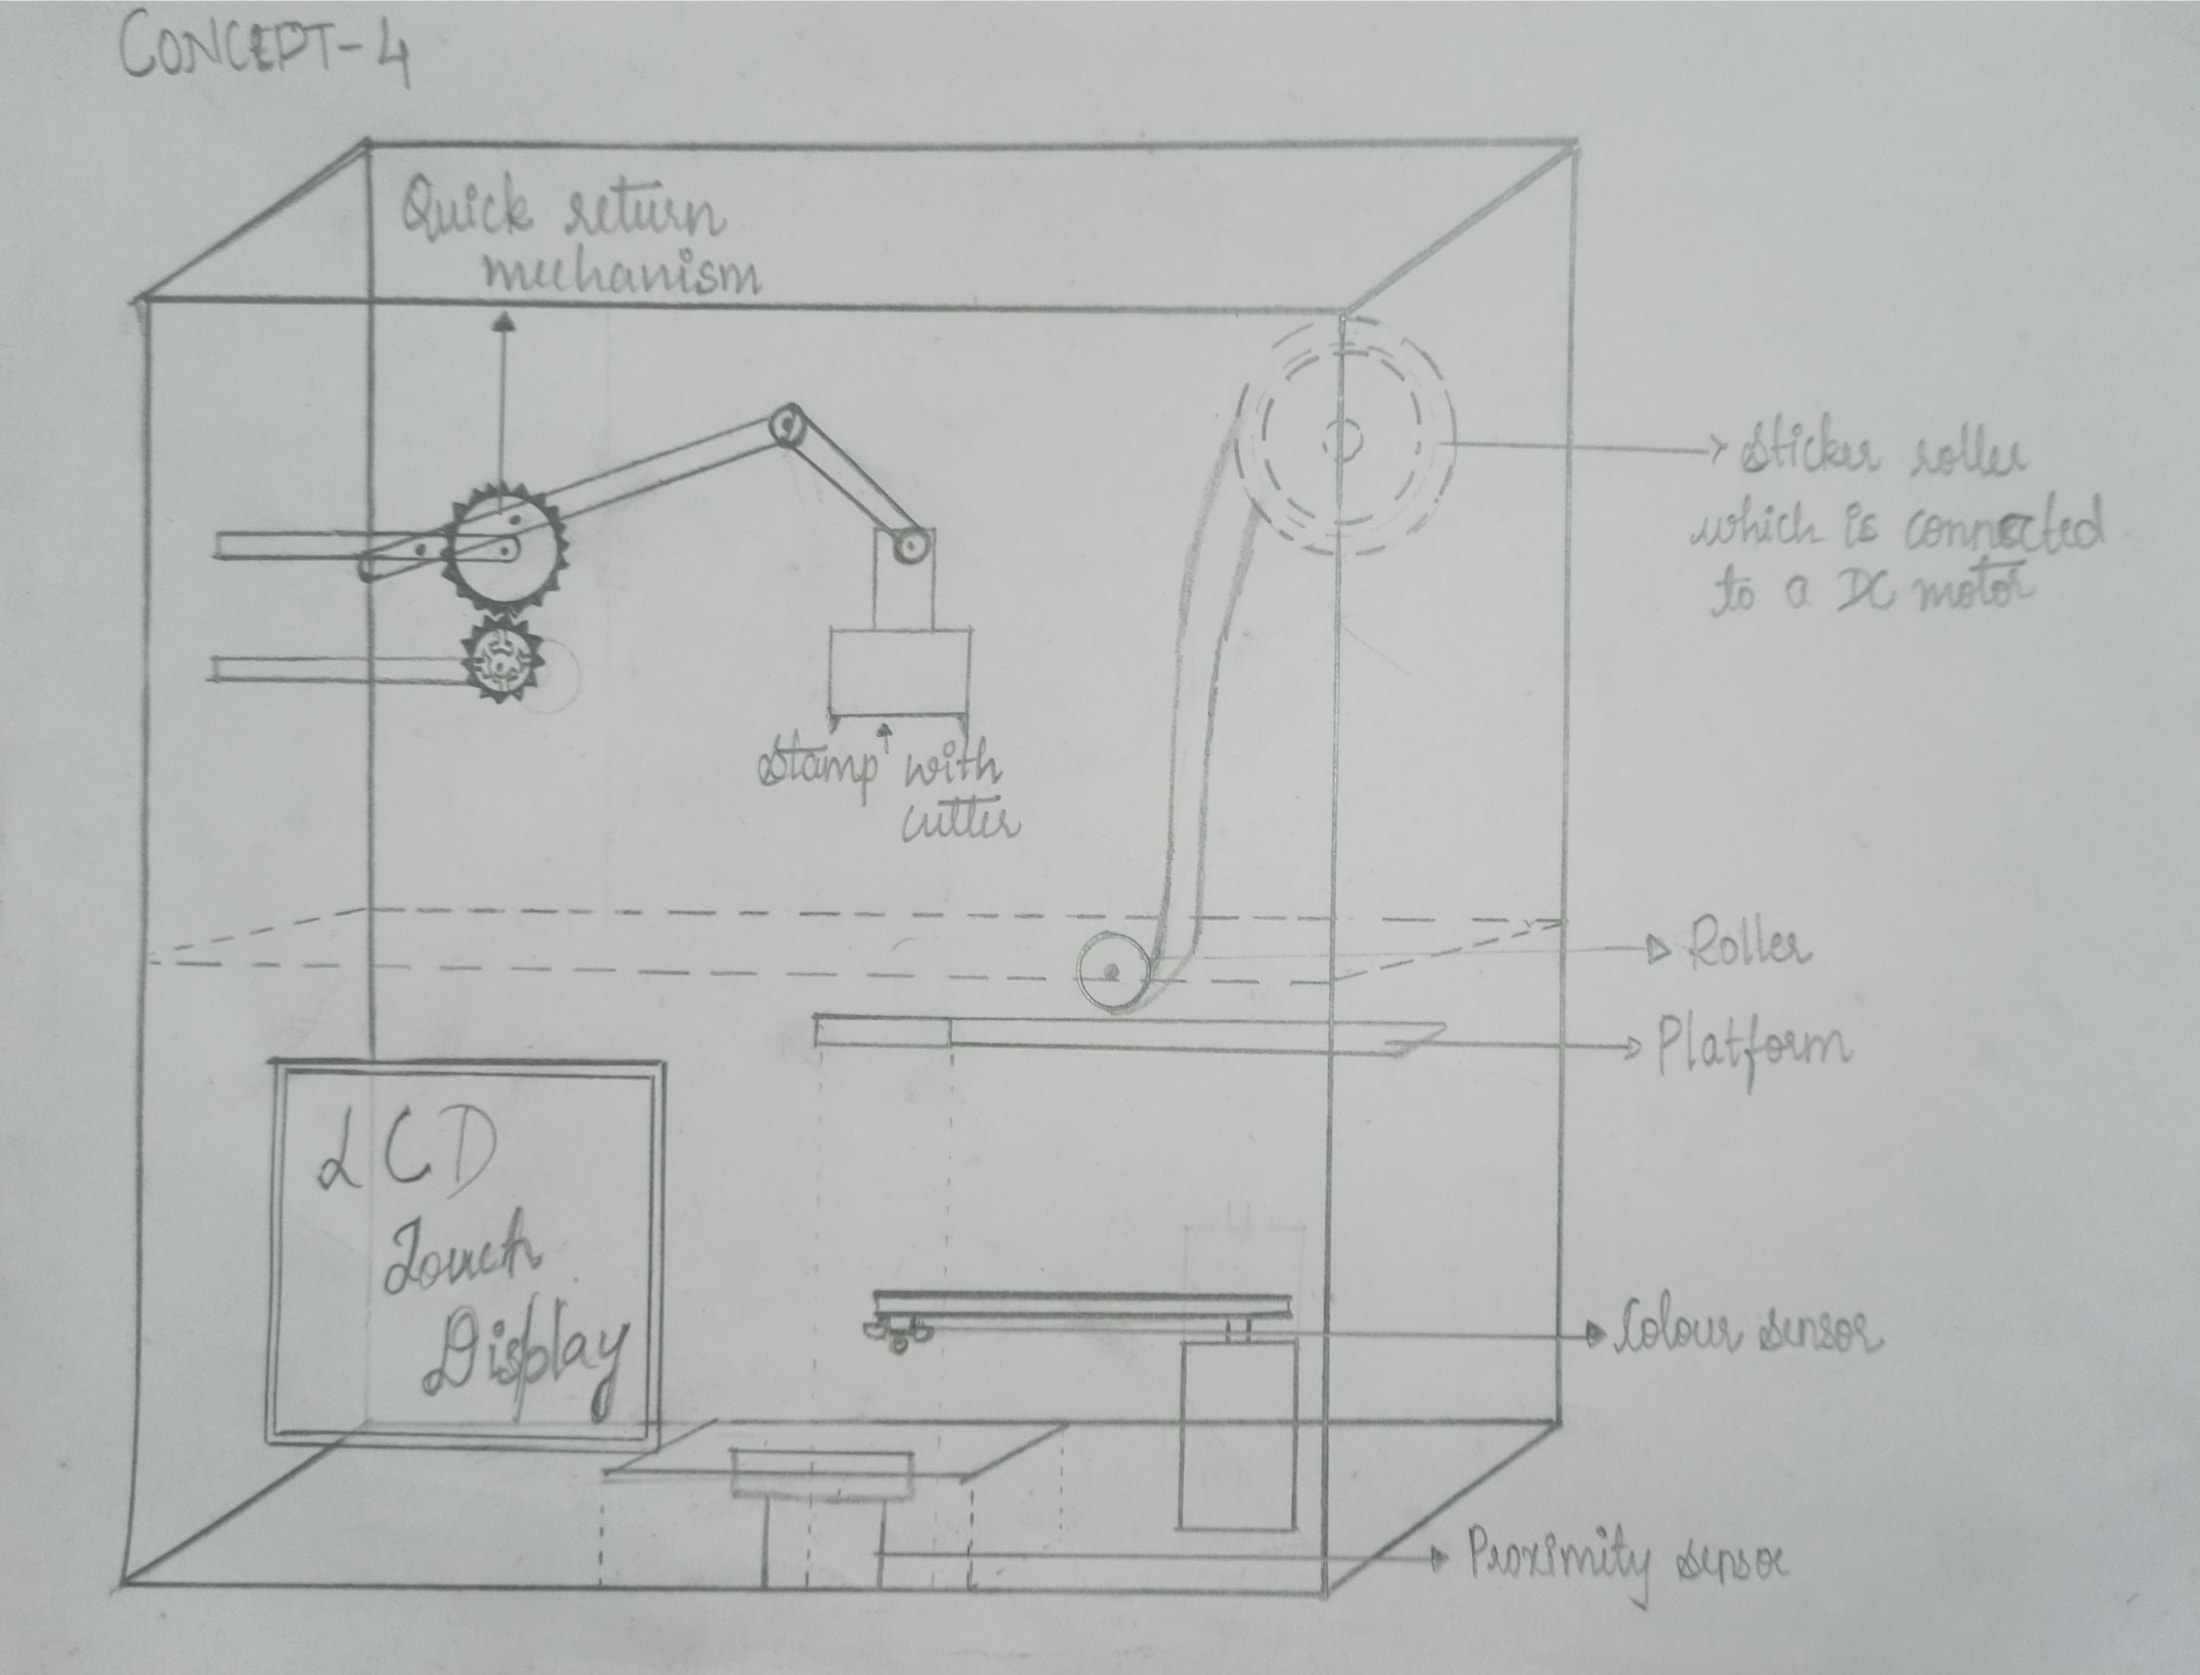 CONCEPT-4
Quick return
mechanism
Sticker roller
which is connected
to a DC motor
Stamp with
cutter
Roller
Platform
LCD
Touch
Display
Colour sensor
Proximity sensor